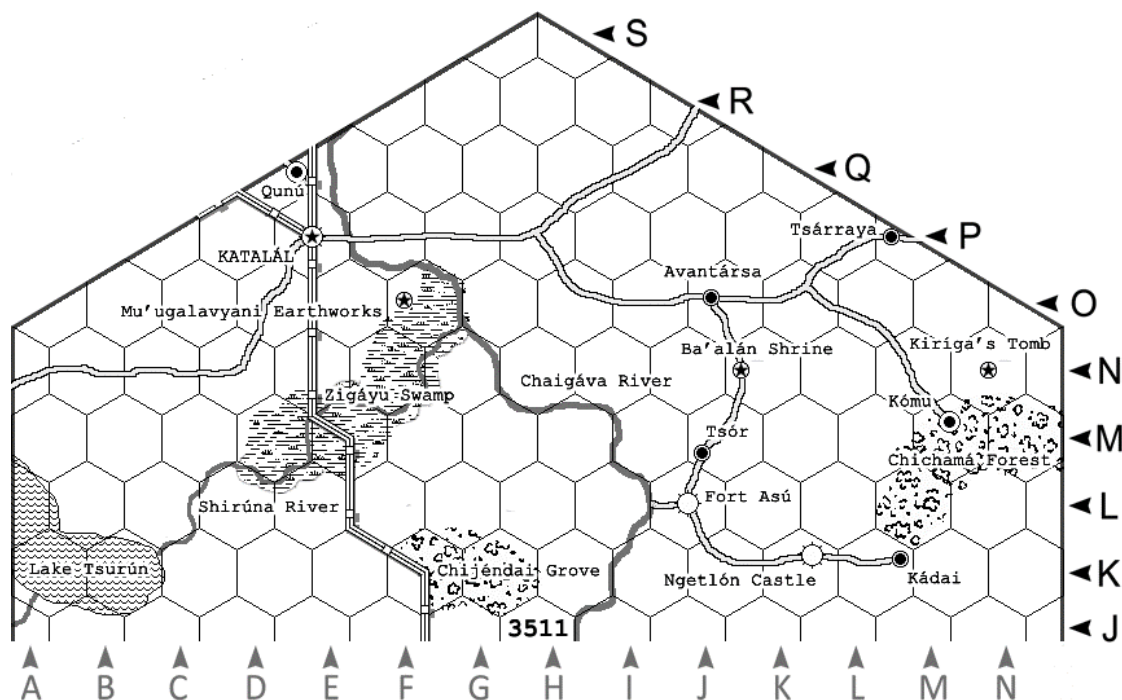 S
R
Q
Qunú
Tsárraya
P
KATALÁL
Avantársa
O
Mu'ugalavyani Earthworks
Ba'alán Shrine
Kiríga's Tomb
N
Chaigáva River
Zigáyu Swamp
Kómu
Tsór
M
Chichamá Forest
Shirúna River
Fort Asú
L
Lake Tsurún
Chijéndai Grove
Ngetlón Castle
Kádai
K
3511
J
A B C D E F G H I J K L M N